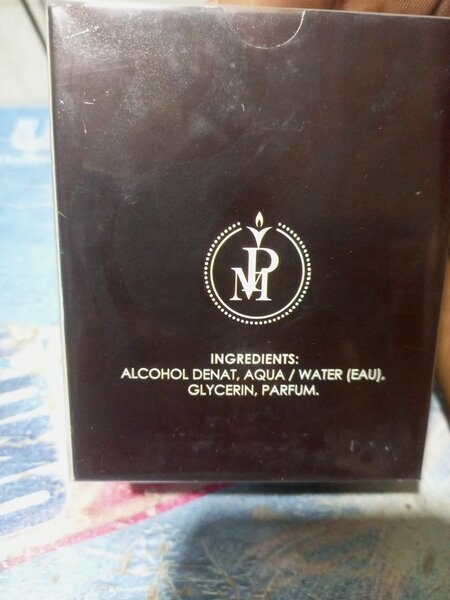 INGREDIENTS:
ALCOHOL DENAT, AQUA / WATER (EAU).
GLYCERIN, PARFUM.